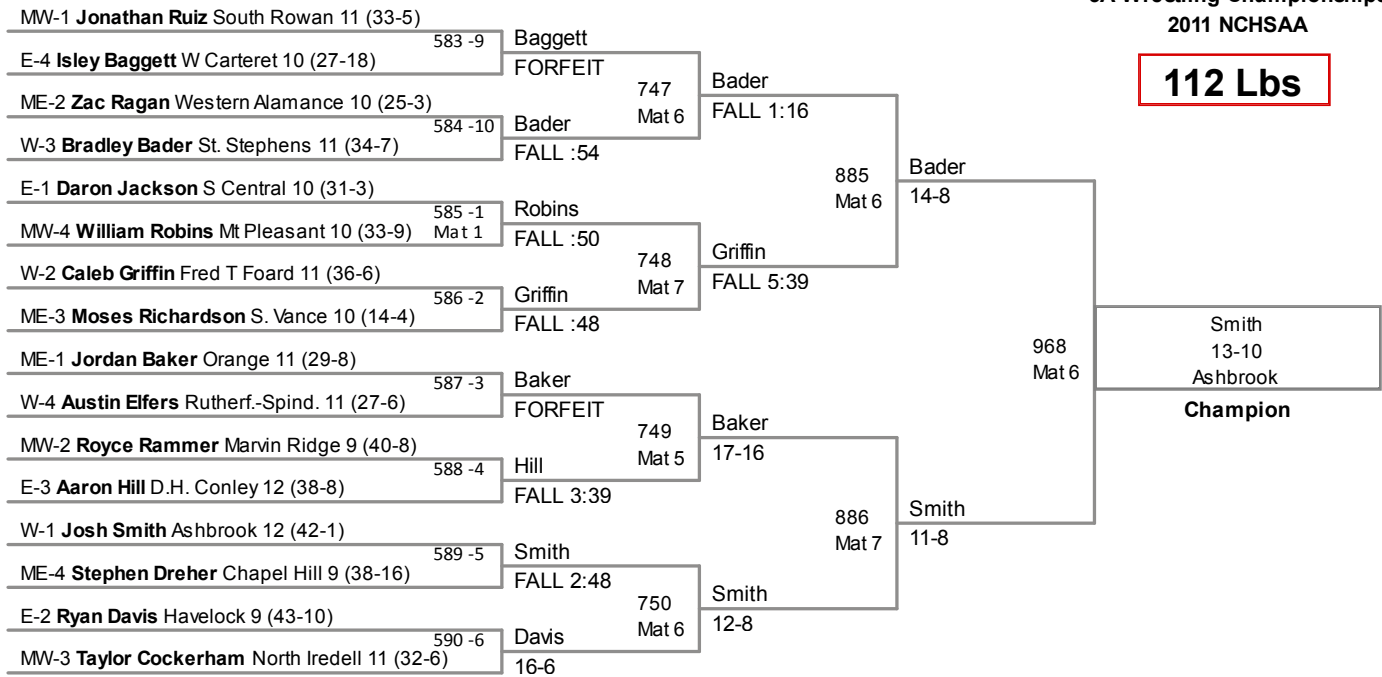 3A Wrestling Championships
2011 NCHSAA
112 Lbs
MW-1 Jonathan Ruiz South Rowan 11 (33-5)
583 -9
E-4 Isley Baggett W Carteret 10 (27-18)
Baggett
FORFEIT
ME-2 Zac Ragan Western Alamance 10 (25-3)
584 -10
W-3 Bradley Bader St. Stephens 11 (34-7)
Bader
FALL :54
747
Mat 6
Bader
FALL 1:16
E-1 Daron Jackson S Central 10 (31-3)
585 -1
Mat 1
MW-4 William Robins Mt Pleasant 10 (33-9)
Robins
FALL :50
W-2 Caleb Griffin Fred T Foard 11 (36-6)
586 -2
ME-3 Moses Richardson S. Vance 10 (14-4)
Griffin
FALL :48
748
Mat 7
Griffin
FALL 5:39
885
Mat 6
Bader
14-8
ME-1 Jordan Baker Orange 11 (29-8)
587 -3
W-4 Austin Elfers Rutherf.-Spind. 11 (27-6)
Baker
FORFEIT
MW-2 Royce Rammer Marvin Ridge 9 (40-8)
588 -4
E-3 Aaron Hill D.H. Conley 12 (38-8)
Hill
FALL 3:39
749
Mat 5
Baker
17-16
W-1 Josh Smith Ashbrook 12 (42-1)
589 -5
ME-4 Stephen Dreher Chapel Hill 9 (38-16)
Smith
FALL 2:48
E-2 Ryan Davis Havelock 9 (43-10)
590 -6
MW-3 Taylor Cockerham North Iredell 11 (32-6)
Davis
16-6
750
Mat 6
Smith
12-8
886
Mat 7
Smith
11-8
968
Mat 6
Smith
13-10
Ashbrook
Champion